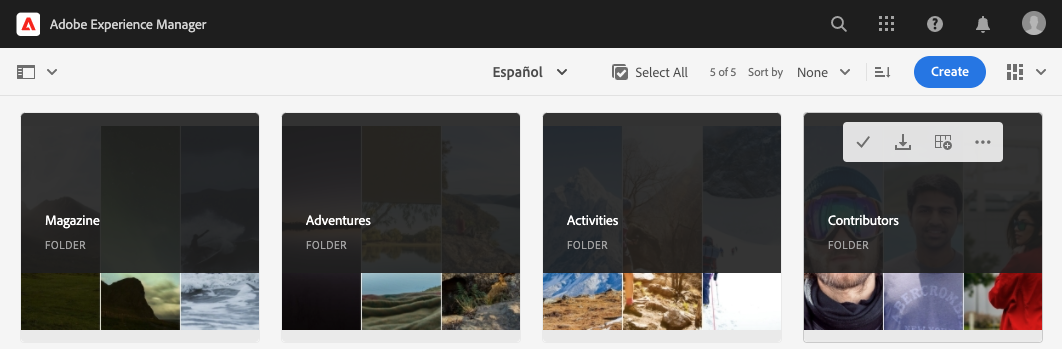 Adobe Experience Manager
Español
Select All
5 of 5
Sort by
None
Create
Magazine
FOLDER
Adventures
FOLDER
Activities
FOLDER
Contributors
FOLDER
ABERCROM